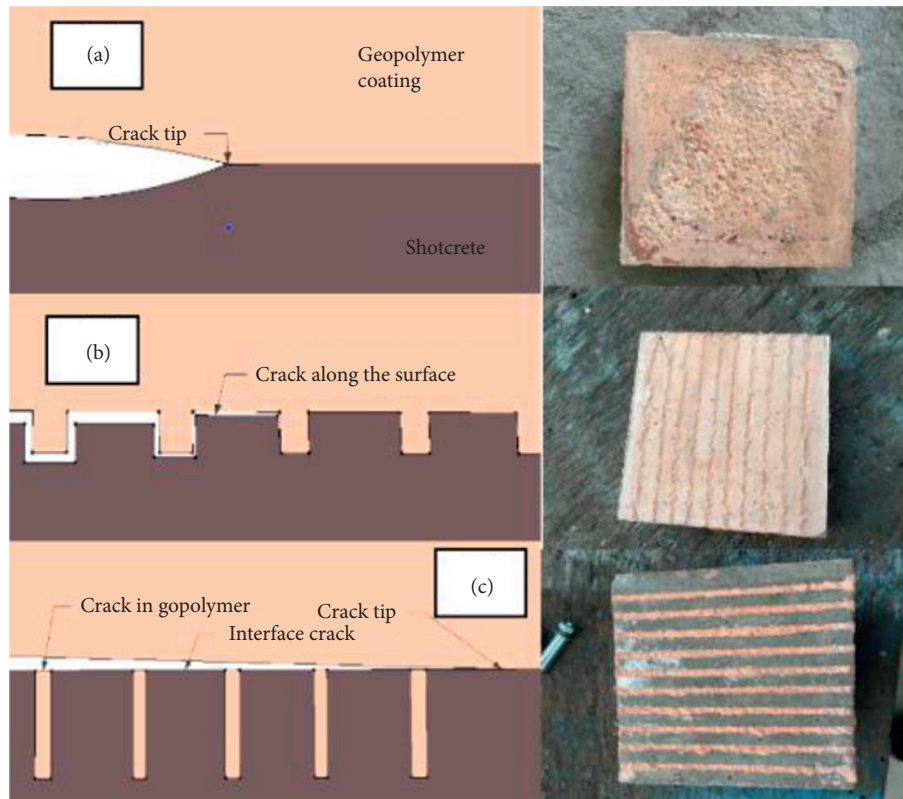 (a)
Geopolymer
coating
Crack tip
Shotcrete
(b)
Crack along the surface
(c)
Crack in gopolymer
Crack tip
Interface crack